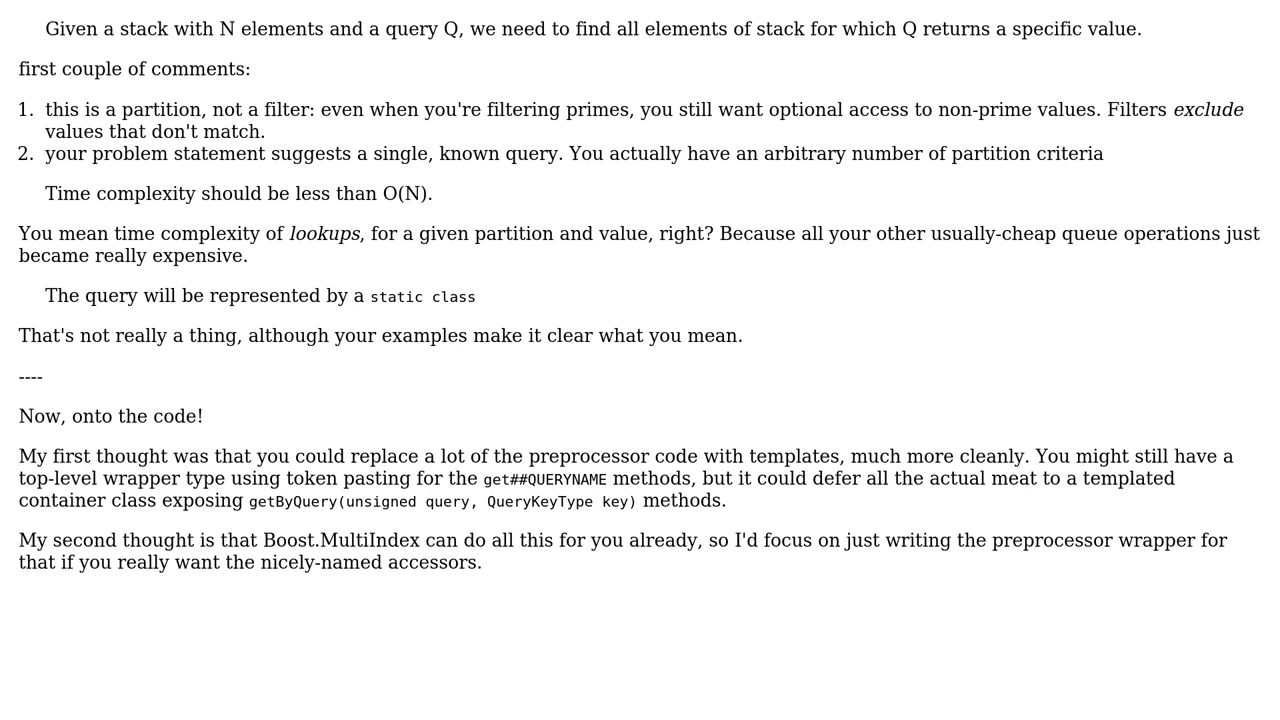 Given a stack with N elements and a query Q, we need to find all elements of stack for which Q returns a specific value.
first couple of comments:
1. this is a partition, not a filter: even when you're filtering primes, you still want optional access to non-prime values. Filters exclude
values that don't match.
2. your problem statement suggests a single, known query. You actually have an arbitrary number of partition criteria
Time complexity should be less than O(N).
You mean time complexity of lookups, for a given partition and value, right? Because all your other usually-cheap queue operations just
became really expensive.
The query will be represented by a static class
That's not really a thing, although your examples make it clear what you mean.
----
Now, onto the code!
My first thought was that you could replace a lot of the preprocessor code with templates, much more cleanly. You might still have a
top-level wrapper type using token pasting for the get##QUERYNAME methods, but it could defer all the actual meat to a templated
container class exposing getByQuery(unsigned query, QueryKeyType key) methods.
My second thought is that Boost.MultiIndex can do all this for you already, so I'd focus on just writing the preprocessor wrapper for
that if you really want the nicely-named accessors.